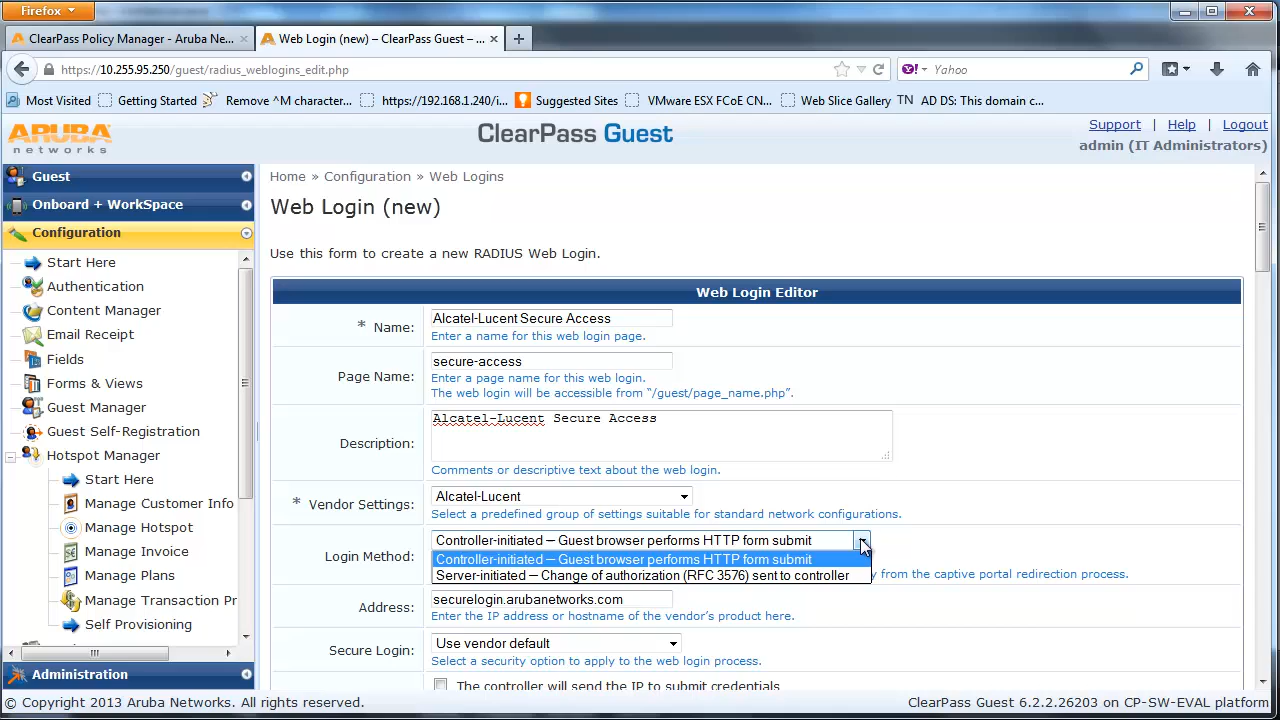 Firefox
ClearPass Policy Manager - Aruba Ne...
Web Login (new) – ClearPass Guest – ...
https://10.255.95.250/guest/radius_weblogins_edit.php
Yahoo
Most Visited
Getting Started
Remove ^M character...
https://192.168.1.240/i...
Suggested Sites
VMware ESX FCoE CN...
Web Slice Gallery
TN AD DS: This domain c...
ARUBA
networks
ClearPass Guest
Support | Help | Logout
admin (IT Administrators)
Guest
Onboard + WorkSpace
Configuration
Start Here
Authentication
Content Manager
Email Receipt
Fields
Forms & Views
Guest Manager
Guest Self-Registration
Hotspot Manager
Start Here
Manage Customer Info
Manage Hotspot
Manage Invoice
Manage Plans
Manage Transaction Pr
Self Provisioning
Administration
Home » Configuration » Web Logins
Web Login (new)
Use this form to create a new RADIUS Web Login.
Web Login Editor
* Name:
Alcatel-Lucent Secure Access
Enter a name for this web login page.
Page Name:
secure-access
Enter a page name for this web login.
The web login will be accessible from “/guest/page_name.php”.
Description:
Alcatel-Lucent Secure Access
Comments or descriptive text about the web login.
* Vendor Settings:
Alcatel-Lucent
Select a predefined group of settings suitable for standard network configurations.
Login Method:
Controller-initiated — Guest browser performs HTTP form submit
Controller-initiated — Guest browser performs HTTP form submit
Server-initiated — Change of authorization (RFC 3576) sent to controller
from the captive portal redirection process.
Address:
securelogin.arubanetworks.com
Enter the IP address or hostname of the vendor’s product here.
Secure Login:
Use vendor default
Select a security option to apply to the web login process.
The controller will send the IP to submit credentials
© Copyright 2013 Aruba Networks. All rights reserved.
ClearPass Guest 6.2.2.26203 on CP-SW-EVAL platform